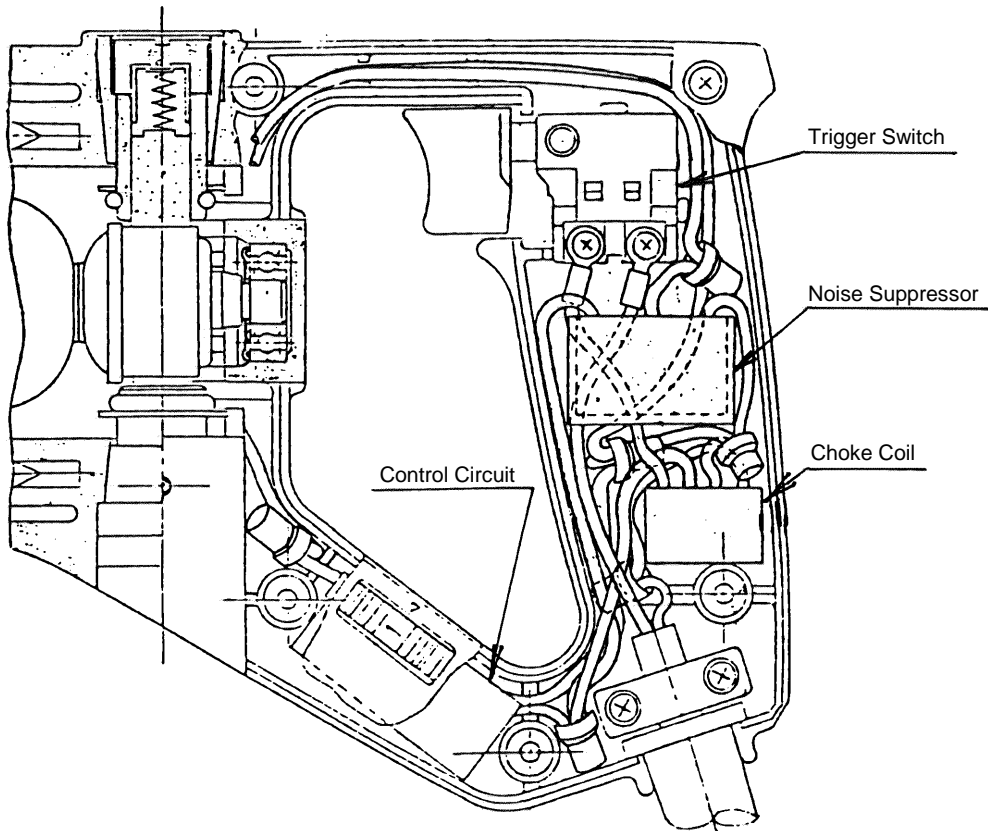 Trigger Switch
Noise Suppressor
Choke Coil
Control Circuit